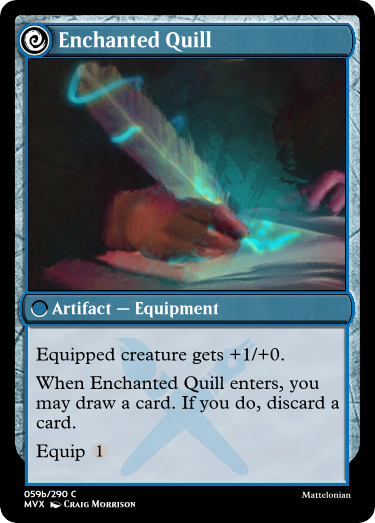 Enchanted Quill
Artifact — Equipment
Equipped creature gets +1/+0.
When Enchanted Quill enters, you
may draw a card. If you do, discard a
card.
Equip 1
059b/290 C
MVX Craig Morrison
Mattelonian